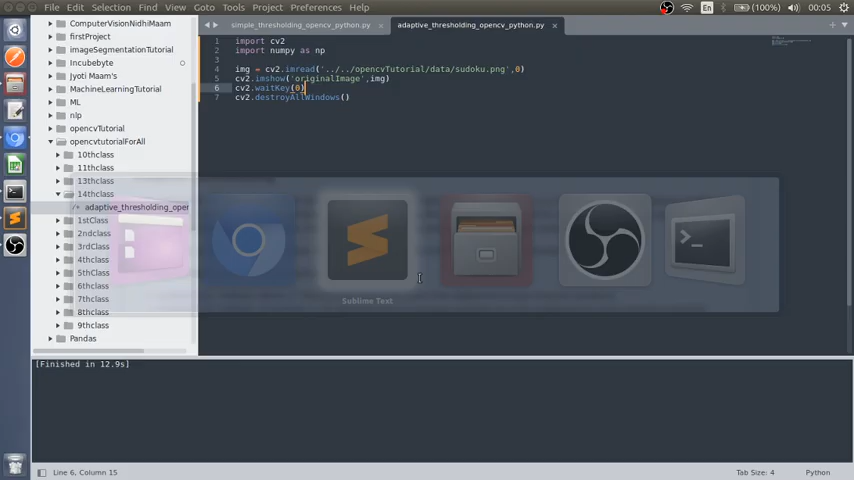 File Edit Selection Find View Goto Tools Project Preferences Help
En (100%) 00:05
ComputerVisionNidhiMaam
firstProject
imageSegmentationTutorial
Incubebyte
Jyoti Maam's
MachineLearningTutorial
ML
nlp
opencvTutorial
opencvtutorialForAll
10thclass
11thclass
13thclass
14thclass
adaptive_thresholding_oper
1stClass
2ndclass
3rdClass
4thclass
5thClass
6thclass
7thclass
8thclass
9thclass
Pandas
simple_thresholding_opencv_python.py × adaptive_thresholding_opencv_python.py ×
1 import cv2
2 import numpy as np
3
4 img = cv2.imread('../../opencvTutorial/data/sudoku.png',0)
5 cv2.imshow('originalImage',img)
6 cv2.waitKey(0)
7 cv2.destroyAllWindows()
Sublime Text
[Finished in 12.9s]
Line 6, Column 15 Tab Size: 4 Python